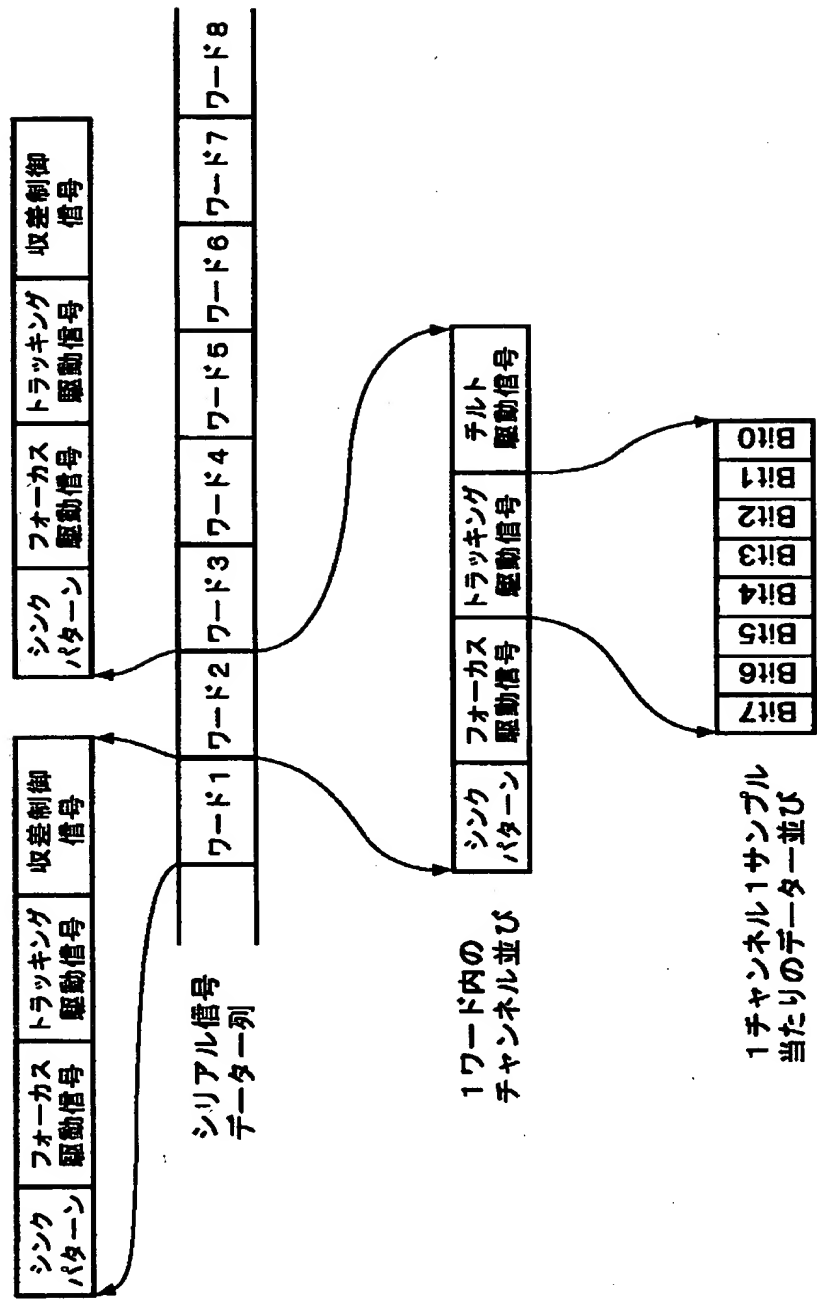 シンク
パターン
フォーカス
駆動信号
トラッキング
駆動信号
収差制御
信号
シンク
パターン
フォーカス
駆動信号
トラッキング
駆動信号
収差制御
信号
シリアル信号
データー列
ワード1
ワード2
ワード3
ワード4
ワード5
ワード6
ワード7
ワード8
1ワード内の
チャンネル並び
シンク
パターン
フォーカス
駆動信号
トラッキング
駆動信号
チルト
駆動信号
1チャンネル1サンプル
当たりのデーター並び
Bit7
Bit6
Bit5
Bit4
Bit3
Bit2
Bit1
Bit0